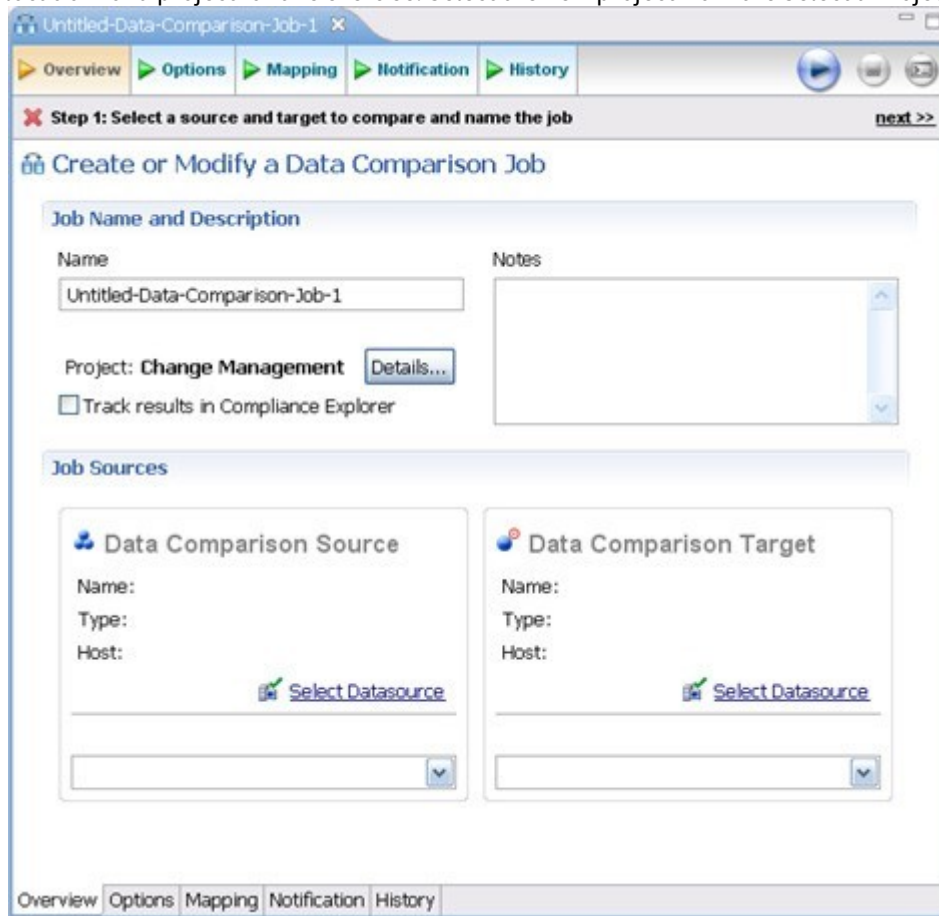 Untitled-Data-Comparison-Job-1
Overview Options Mapping Notification History
Step 1: Select a source and target to compare and name the job next >>
Create or Modify a Data Comparison Job
Job Name and Description
Name Notes
Untitled-Data-Comparison-Job-1
Project: Change Management Details...
Track results in Compliance Explorer
Job Sources
Data Comparison Source Data Comparison Target
Name: Name:
Type: Type:
Host: Host:
Select Datasource Select Datasource
Overview Options Mapping Notification History